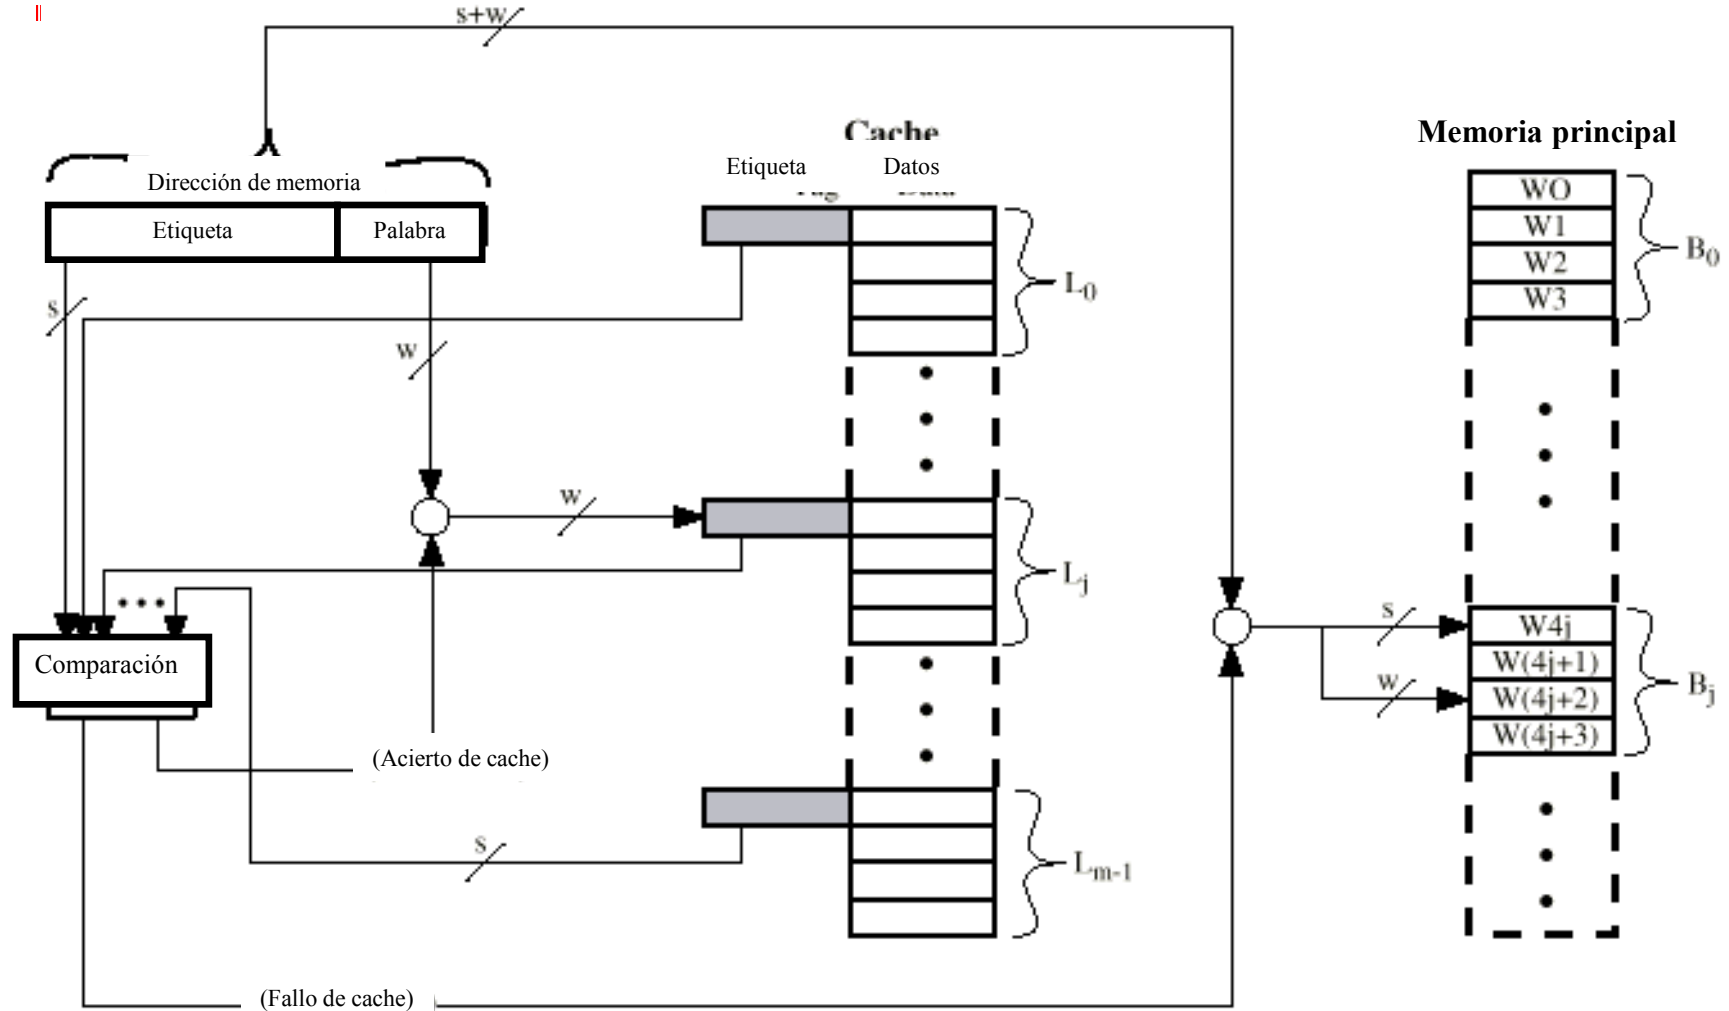 s+w
Cache
Memoria principal
Etiqueta Datos
Dirección de memoria
Etiqueta Palabra
WO
W1
W2
W3
B0
L0
s
w
w
Lj
s
W4j
W(4j+1)
w
W(4j+2)
W(4j+3)
Bj
Comparación
(Acierto de cache)
s
Lm-1
(Fallo de cache)